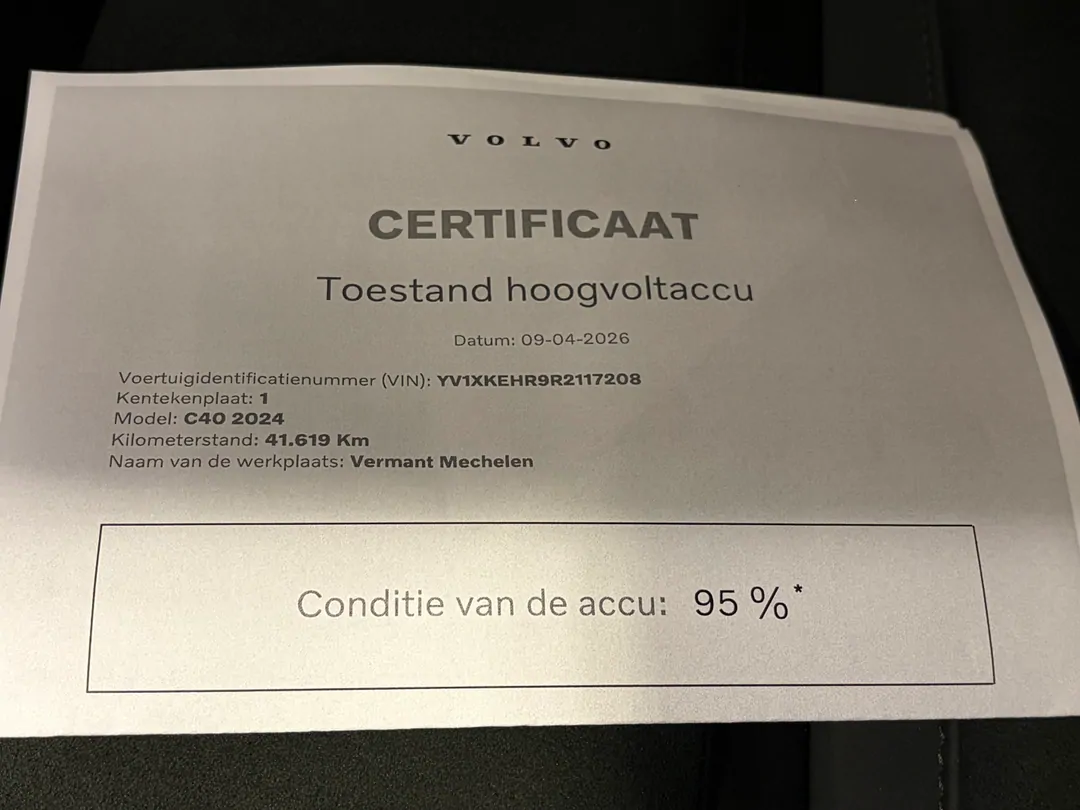 VOLVO
CERTIFICAAT
Toestand hoogvoltaccu
Datum: 09-04-2026
Voertuigidentificatienummer (VIN): YV1XKEHR9R2117208
Kentekenplaat: 1
Model: C40 2024
Kilometerstand: 41.619 Km
Naam van de werkplaats: Vermant Mechelen
Conditie van de accu: 95 %*